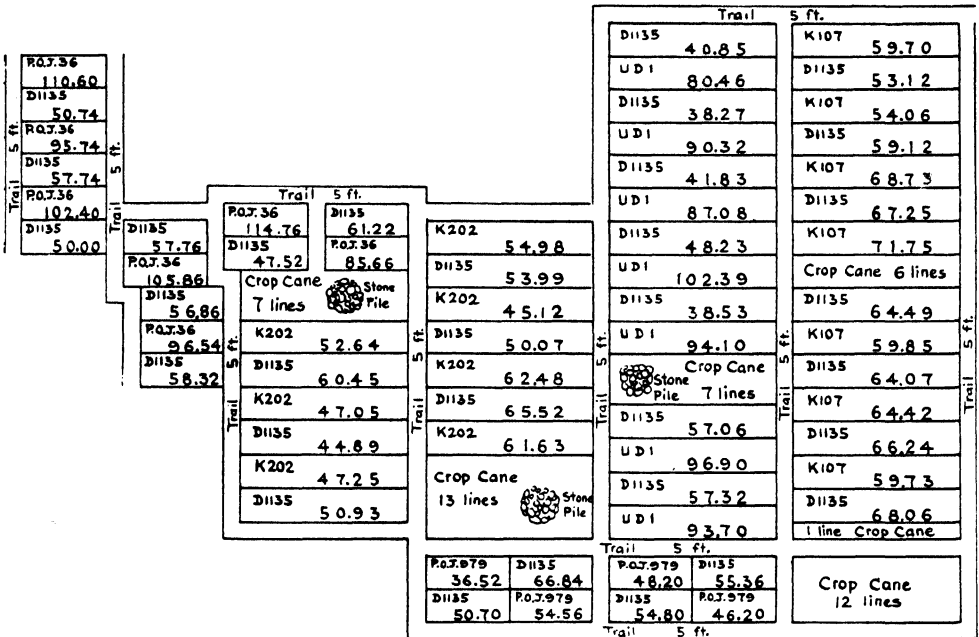 Trail 5 ft.
P.O.J.36
110.60
D1135
50.74
P.O.J.36
95.74
D1135
57.74
P.O.J.36
102.40
D1135
50.00
Trail 5 ft.
Trail 5 ft.
D1135
57.76
P.O.J.36
105.86
D1135
56.86
P.O.J.36
96.54
D1135
58.32
Trail 5 ft.
Trail 5 ft.
P.O.J.36
114.76
D1135
61.22
D1135
47.52
P.O.J.36
85.66
Crop Cane
7 lines
Stone
Pile
K202
52.64
D1135
60.45
K202
47.05
D1135
44.89
K202
47.25
D1135
50.93
Trail 5 ft.
K202
54.98
D1135
53.99
K202
45.12
D1135
50.07
K202
62.48
D1135
65.52
K202
61.63
Crop Cane
13 lines
Stone
Pile
Trail 5 ft.
D1135
40.85
UD1
80.46
D1135
38.27
UD1
90.32
D1135
41.83
UD1
87.08
D1135
48.23
UD1
102.39
D1135
38.53
UD1
94.10
Crop Cane
7 lines
Stone
Pile
D1135
57.06
UD1
96.90
D1135
57.32
UD1
93.70
Trail 5 ft.
K107
59.70
D1135
53.12
K107
54.06
D1135
59.12
K107
68.73
D1135
67.25
K107
71.75
Crop Cane 6 lines
D1135
64.49
K107
59.85
D1135
64.07
K107
64.42
D1135
66.24
K107
59.73
D1135
68.06
1 line Crop Cane
Trail 5 ft.
Trail 5 ft.
P.O.J.979
36.52
D1135
66.84
D1135
50.70
P.O.J.979
54.56
P.O.J.979
48.20
D1135
55.36
D1135
54.80
P.O.J.979
46.20
Crop Cane
12 lines
Trail 5 ft.